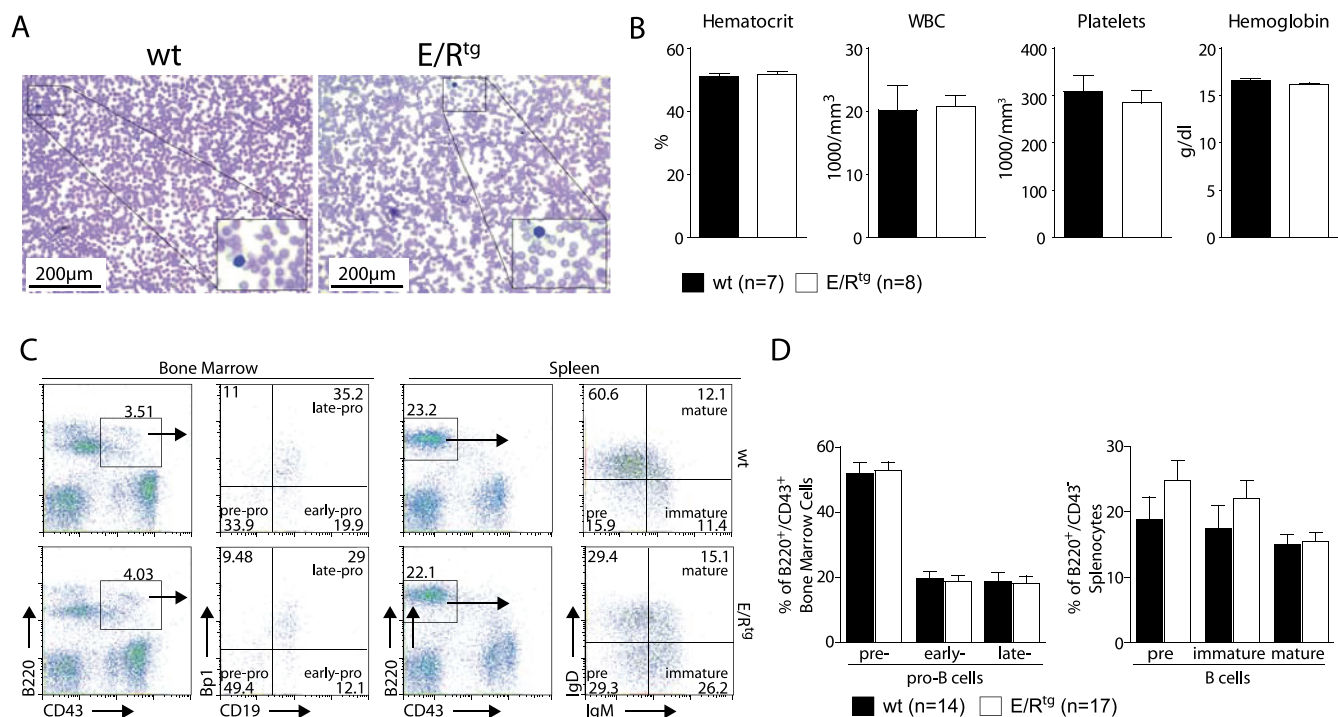 A
wt
E/Rtg
200µm
200µm
B
Hematocrit
WBC
Platelets
Hemoglobin
60
40
20
0
%
30
20
10
0
1000/mm3
400
300
200
100
0
1000/mm3
20
15
10
5
0
g/dl
wt (n=7)
E/Rtg (n=8)
C
Bone Marrow
Spleen
3.51
11
35.2
late-pro
pre-pro
early-pro
33.9
19.9
23.2
60.6
12.1
mature
pre
immature
15.9
11.4
wt
4.03
9.48
29
late-pro
pre-pro
early-pro
49.4
12.1
22.1
29.4
15.1
mature
pre
immature
29.3
26.2
E/Rtg
B220
CD43
Bp1
CD19
B220
CD43
IgD
IgM
D
60
40
20
0
% of B220+/CD43+
Bone Marrow Cells
pre-
early-
late-
pro-B cells
30
20
10
0
% of B220+/CD43-
Splenocytes
pre
immature
mature
B cells
wt (n=14)
E/Rtg (n=17)